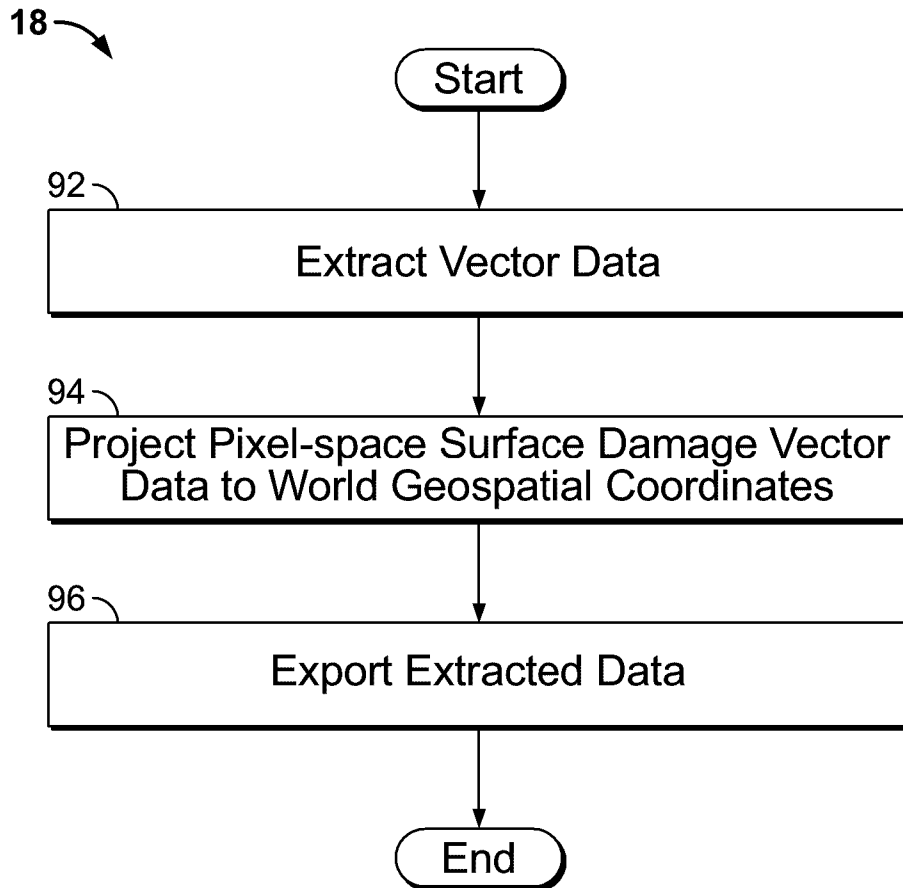 18
Start
92
Extract Vector Data
94
Project Pixel-space Surface Damage Vector
Data to World Geospatial Coordinates
96
Export Extracted Data
End